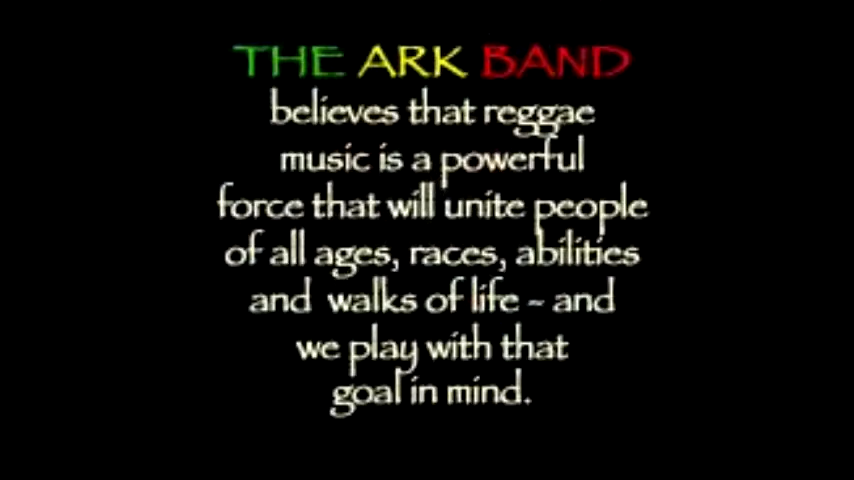 THE ARK BAND
believes that reggae
music is a powerful
force that will unite people
of all ages, races, abilities
and walks of life ~ and
we play with that
goal in mind.